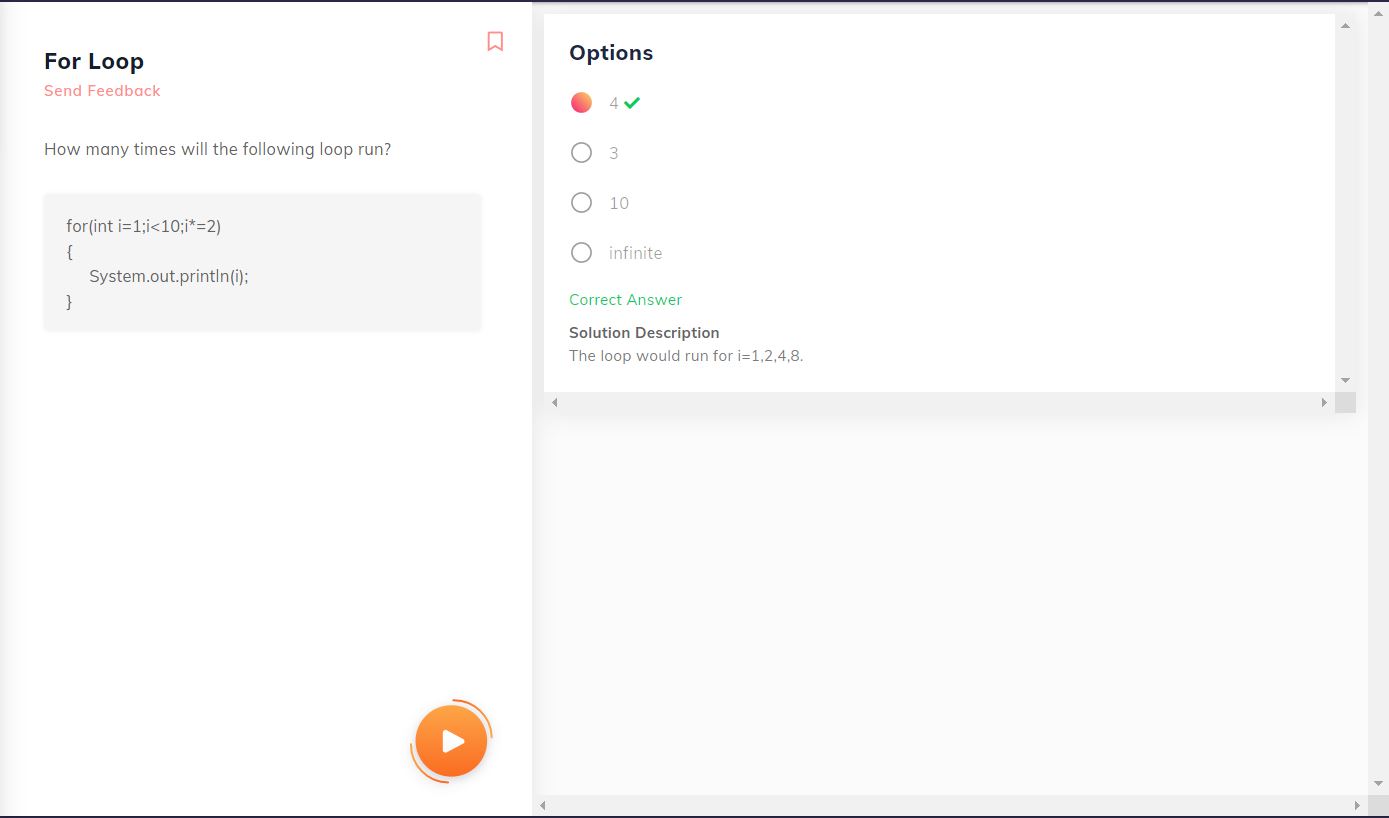 For Loop
Send Feedback
How many times will the following loop run?
for(int i=1;i<10;i*=2)
{
System.out.println(i);
}
Options
4
3
10
infinite
Correct Answer
Solution Description
The loop would run for i=1,2,4,8.